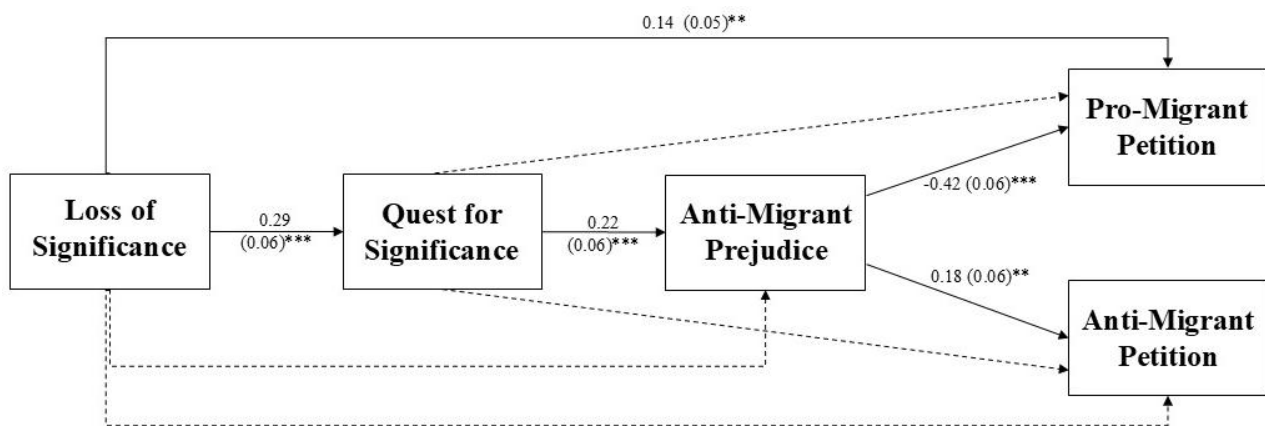 0.14 (0.05)**
Pro-Migrant
Petition
-0.42 (0.06)***
Loss of
Significance
0.29
(0.06)***
Quest for
Significance
0.22
(0.06)***
Anti-Migrant
Prejudice
0.18 (0.06)**
Anti-Migrant
Petition